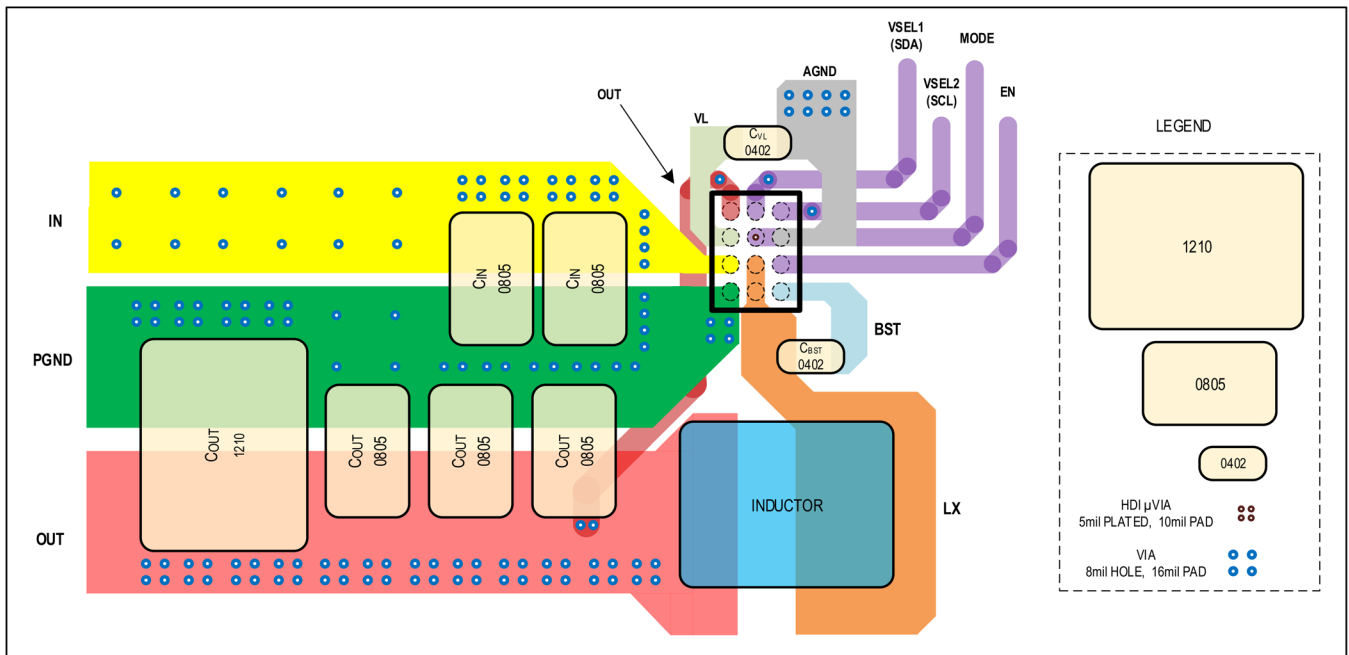 VSEL1
(SDA)
MODE
VSEL2
(SCL)
EN
AGND
OUT
VL
CVL
0402
LEGEND
IN
CIN
0805
CIN
0805
1210
PGND
BST
CBST
0402
0805
COUT
1210
COUT
0805
COUT
0805
COUT
0805
0402
INDUCTOR
LX
HDI µVIA
5mil PLATED, 10mil PAD
OUT
VIA
8mil HOLE, 16mil PAD